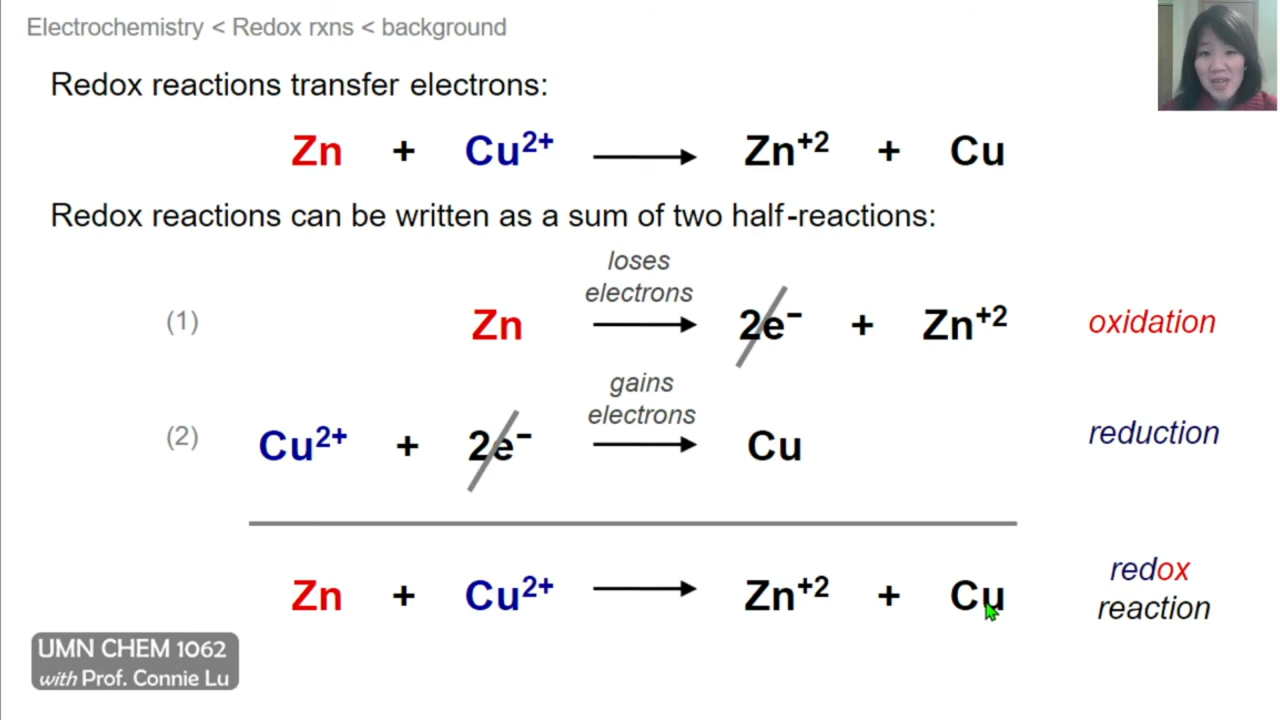 Electrochemistry < Redox rxns < background
Redox reactions transfer electrons:
Zn + Cu²⁺ ⟶ Zn⁺² + Cu
Redox reactions can be written as a sum of two half-reactions:
loses
electrons
(1) Zn ⟶ 2e⁻ + Zn⁺² oxidation
gains
electrons
(2) Cu²⁺ + 2e⁻ ⟶ Cu reduction
Zn + Cu²⁺ ⟶ Zn⁺² + Cu
redox
reaction
UMN CHEM 1062
with Prof. Connie Lu